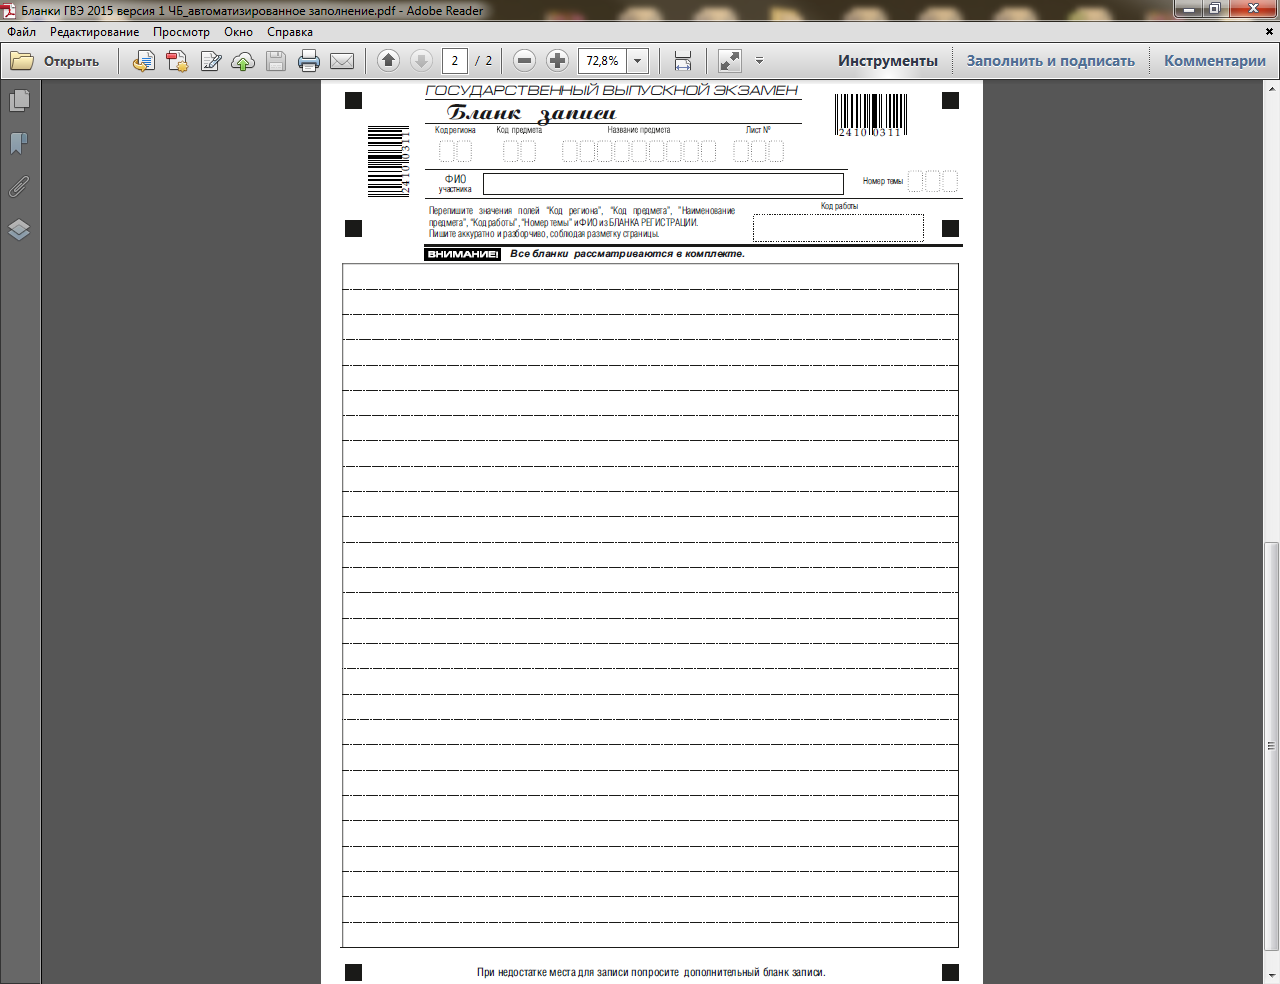 Бланки ГВЭ 2015 версия 1 ЧБ_автоматизированное заполнение.pdf - Adobe Reader
Файл Редактирование Просмотр Окно Справка
Открыть 2 / 2 72,8% Инструменты Заполнить и подписать Комментарии
ГОСУДАРСТВЕННЫЙ ВЫПУСКНОЙ ЭКЗАМЕН
Бланк записи
2410 0311
2410 0311
Код региона Код предмета Название предмета Лист №
ФИО
участника
Номер темы
Код работы
Перепишите значения полей "Код региона", "Код предмета", "Наименование
предмета", "Код работы", "Номер темы" и ФИО из БЛАНКА РЕГИСТРАЦИИ.
Пишите аккуратно и разборчиво, соблюдая разметку страницы.
ВНИМАНИЕ! Все бланки рассматриваются в комплекте.
При недостатке места для записи попросите дополнительный бланк записи.